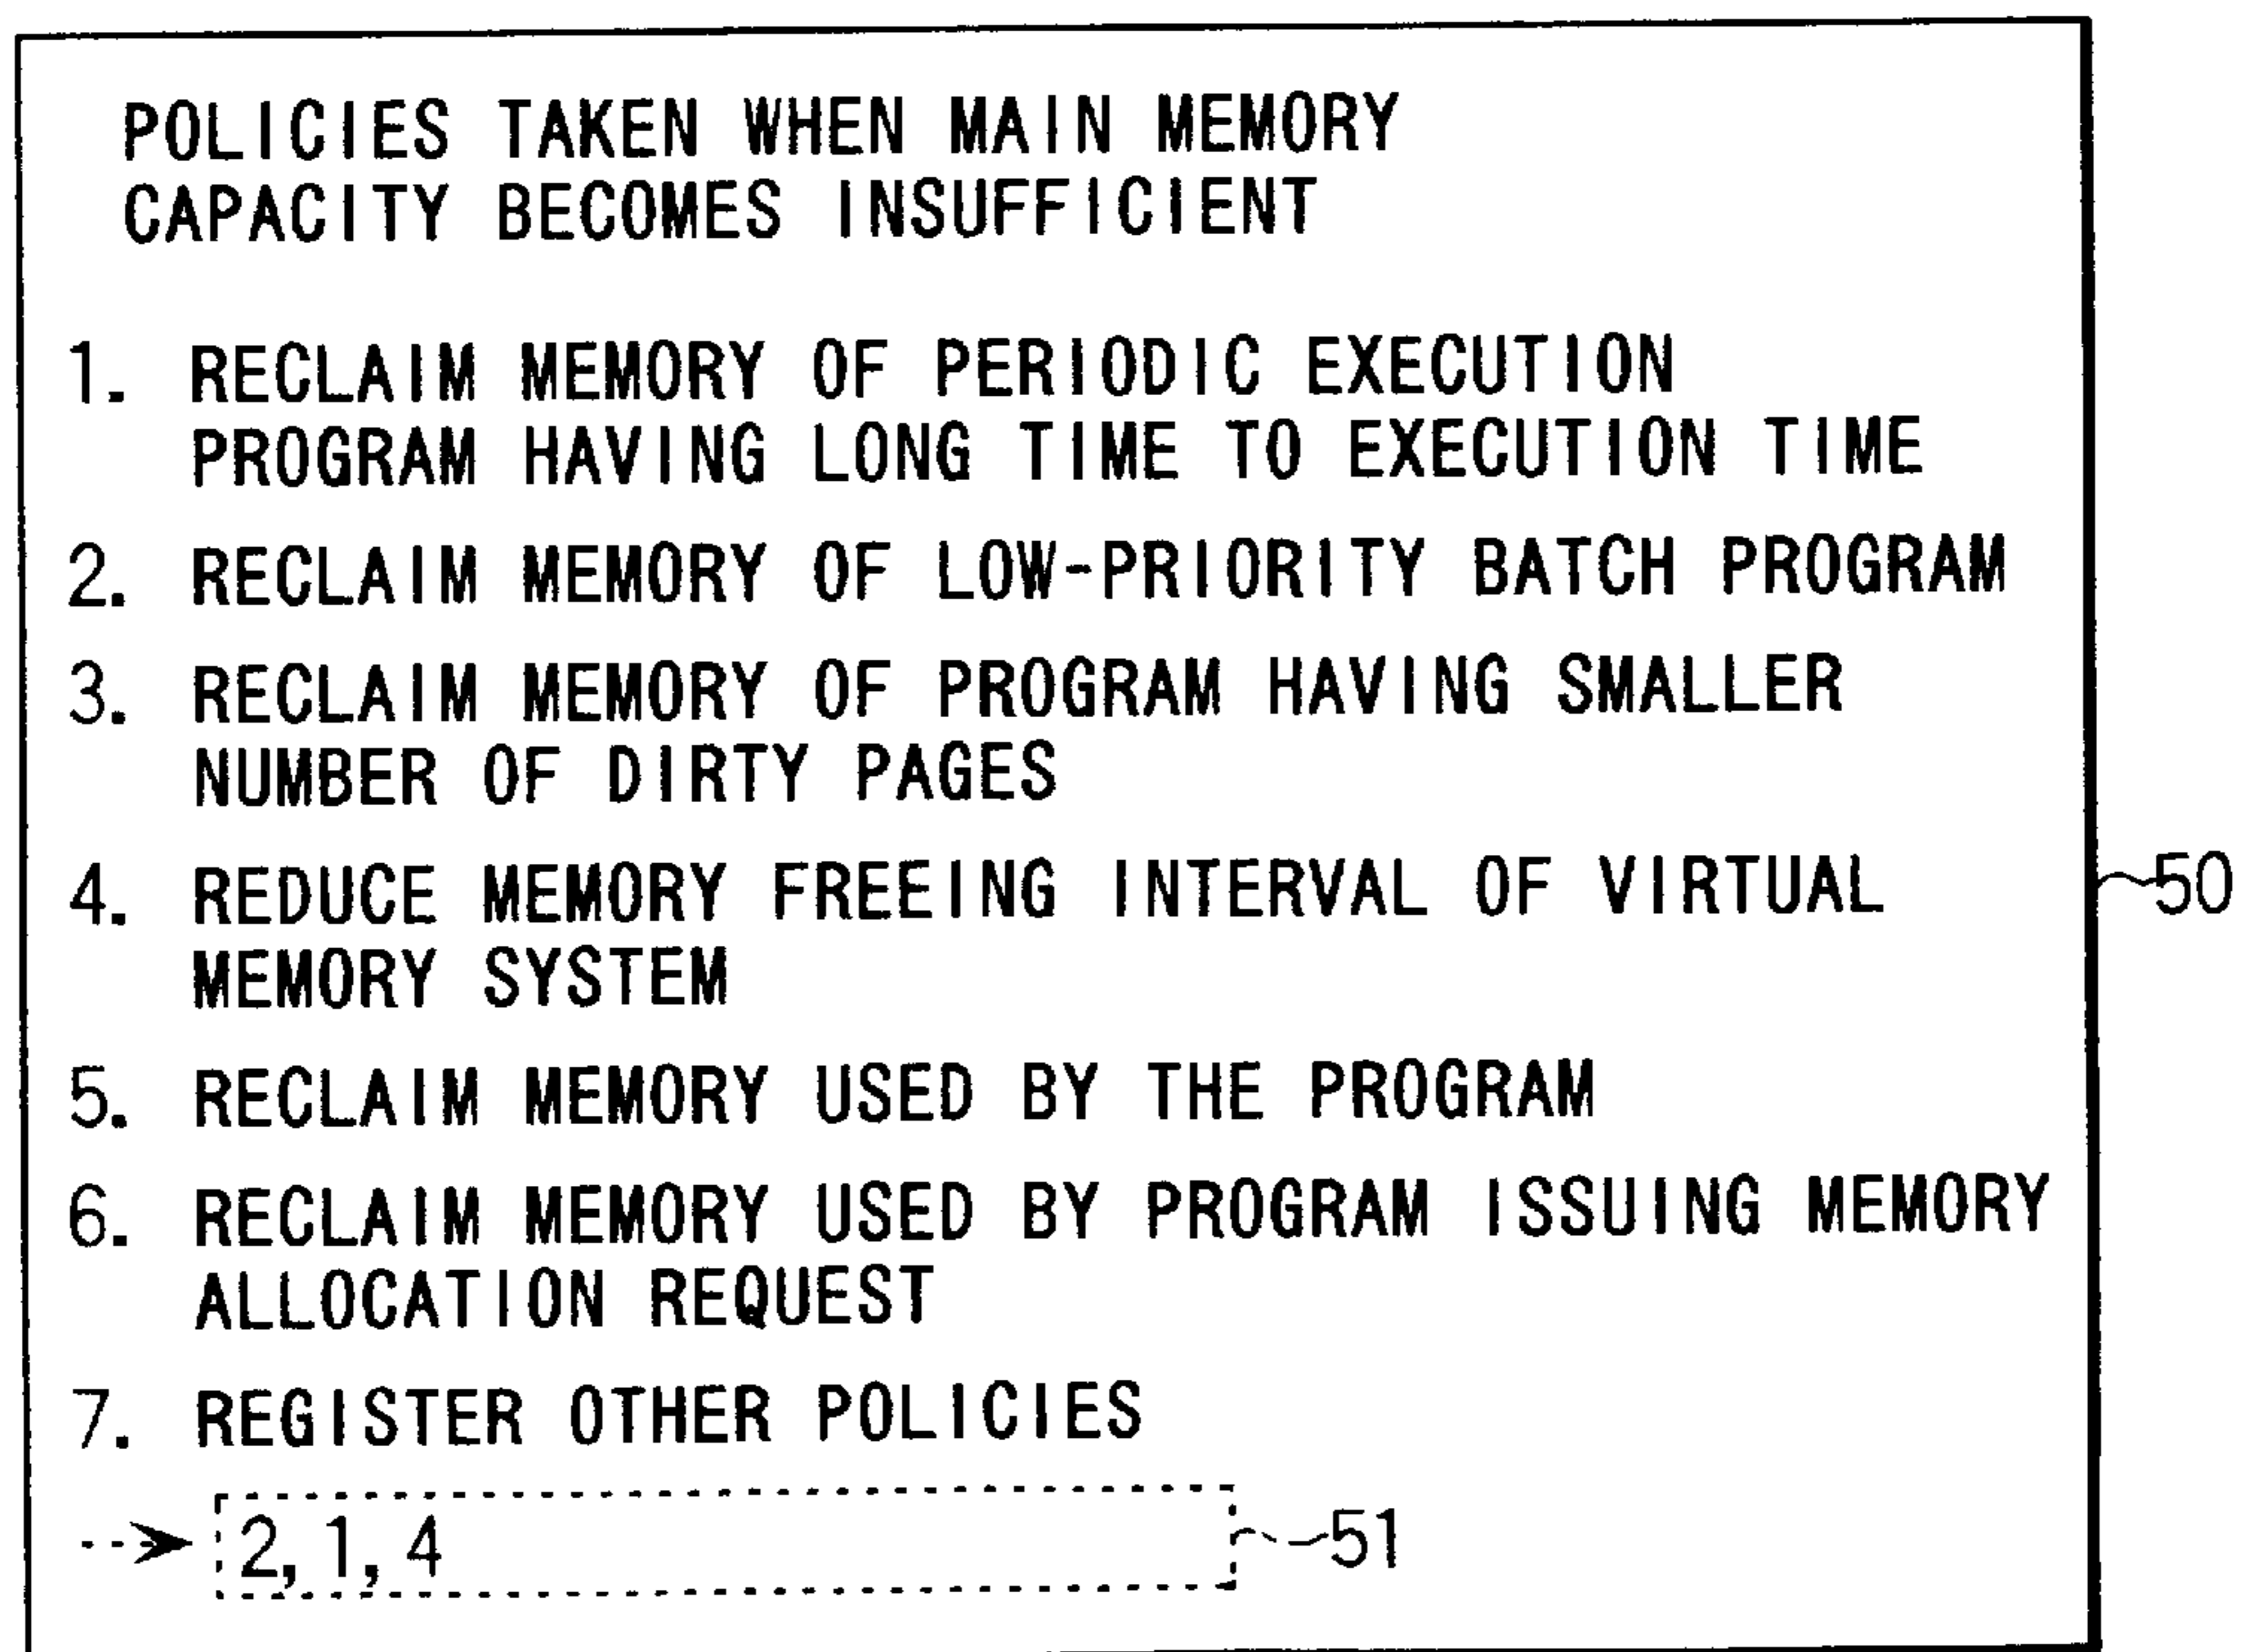 POLICIES TAKEN WHEN MAIN MEMORY
CAPACITY BECOMES INSUFFICIENT
1. RECLAIM MEMORY OF PERIODIC EXECUTION
PROGRAM HAVING LONG TIME TO EXECUTION TIME
2. RECLAIM MEMORY OF LOW-PRIORITY BATCH PROGRAM
3. RECLAIM MEMORY OF PROGRAM HAVING SMALLER
NUMBER OF DIRTY PAGES
4. REDUCE MEMORY FREEING INTERVAL OF VIRTUAL
MEMORY SYSTEM
50
5. RECLAIM MEMORY USED BY THE PROGRAM
6. RECLAIM MEMORY USED BY PROGRAM ISSUING MEMORY
ALLOCATION REQUEST
7. REGISTER OTHER POLICIES
2, 1, 4
51